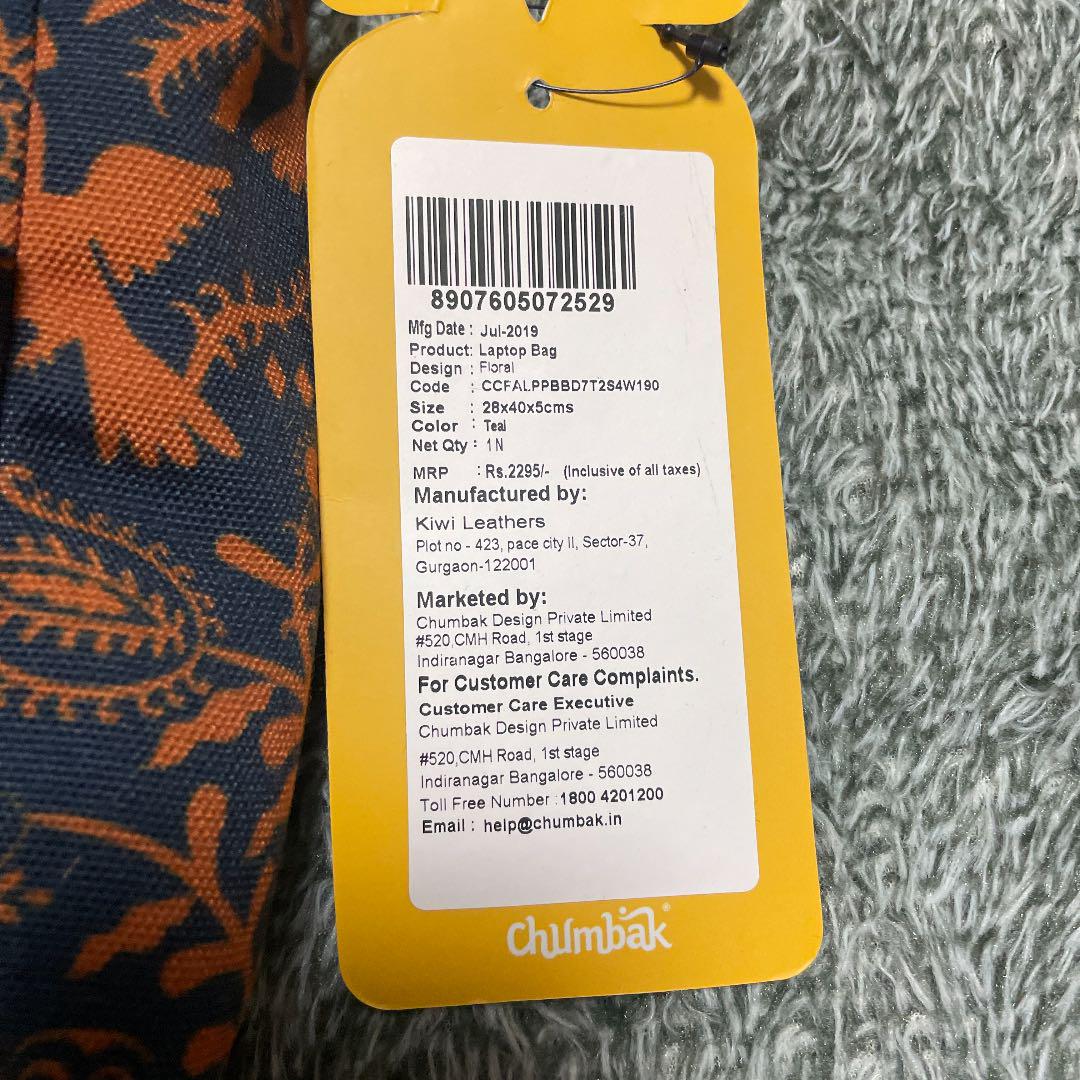 8907605072529
Mfg Date : Jul-2019
Product: Laptop Bag
Design : Floral
Code : CCFALPPBBD7T2S4W190
Size : 28x40x5cms
Color : Teal
Net Qty : 1N
MRP : Rs.2295/- (Inclusive of all taxes)
Manufactured by:
Kiwi Leathers
Plot no - 423, pace city II, Sector-37,
Gurgaon-122001
Marketed by:
Chumbak Design Private Limited
#520,CMH Road, 1st stage
Indiranagar Bangalore - 560038
For Customer Care Complaints.
Customer Care Executive
Chumbak Design Private Limited
#520,CMH Road, 1st stage
Indiranagar Bangalore - 560038
Toll Free Number :1800 4201200
Email : help@chumbak.in
chumbak®